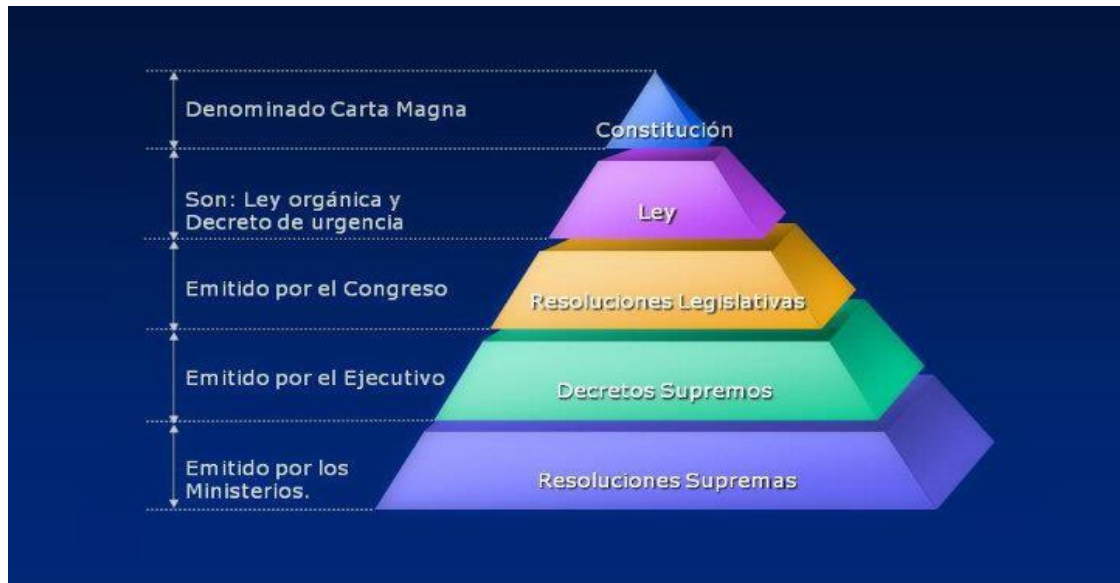 Denominado Carta Magna
Constitución
Son: Ley orgánica y
Decreto de urgencia
Ley
Emitido por el Congreso
Resoluciones Legislativas
Emitido por el Ejecutivo
Decretos Supremos
Emitido por los
Ministerios.
Resoluciones Supremas